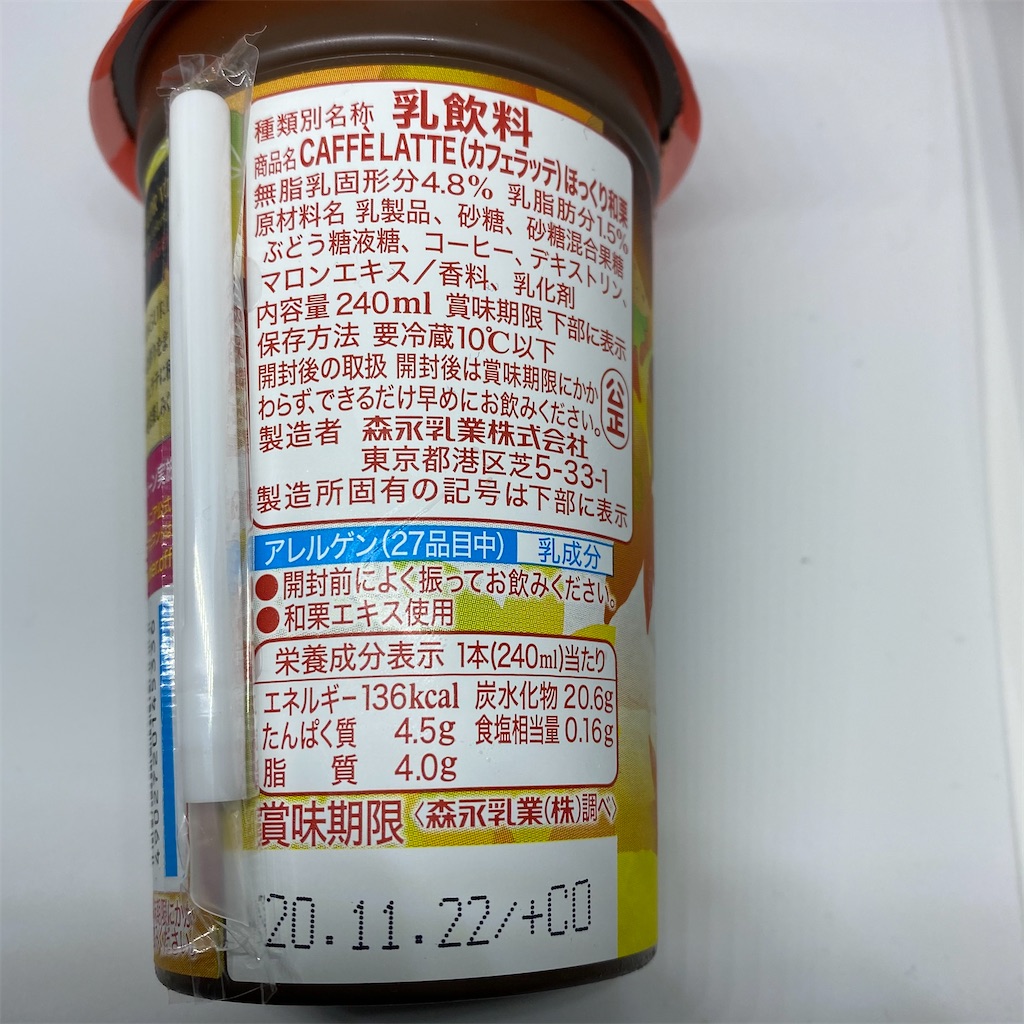 種類別名称 乳飲料
商品名 CAFFÈ LATTE(カフェラッテ)ほっくり和栗
無脂乳固形分4.8% 乳脂肪分1.5%
原材料名 乳製品、砂糖、砂糖混合果糖
ぶどう糖液糖、コーヒー、デキストリン、
マロンエキス／香料、乳化剤
内容量 240ml 賞味期限 下部に表示
保存方法 要冷蔵10℃以下
開封後の取扱 開封後は賞味期限にかか
わらず、できるだけ早めにお飲みください。
公正
製造者 森永乳業株式会社
東京都港区芝5-33-1
製造所固有の記号は下部に表示
アレルゲン(27品目中) 乳成分
●開封前によく振ってお飲みください。
●和栗エキス使用
栄養成分表示 1本(240ml)当たり
エネルギー 136kcal 炭水化物 20.6g
たんぱく質 4.5g 食塩相当量 0.16g
脂質 4.0g
賞味期限〈森永乳業(株)調べ〉
20.11.22/+CO